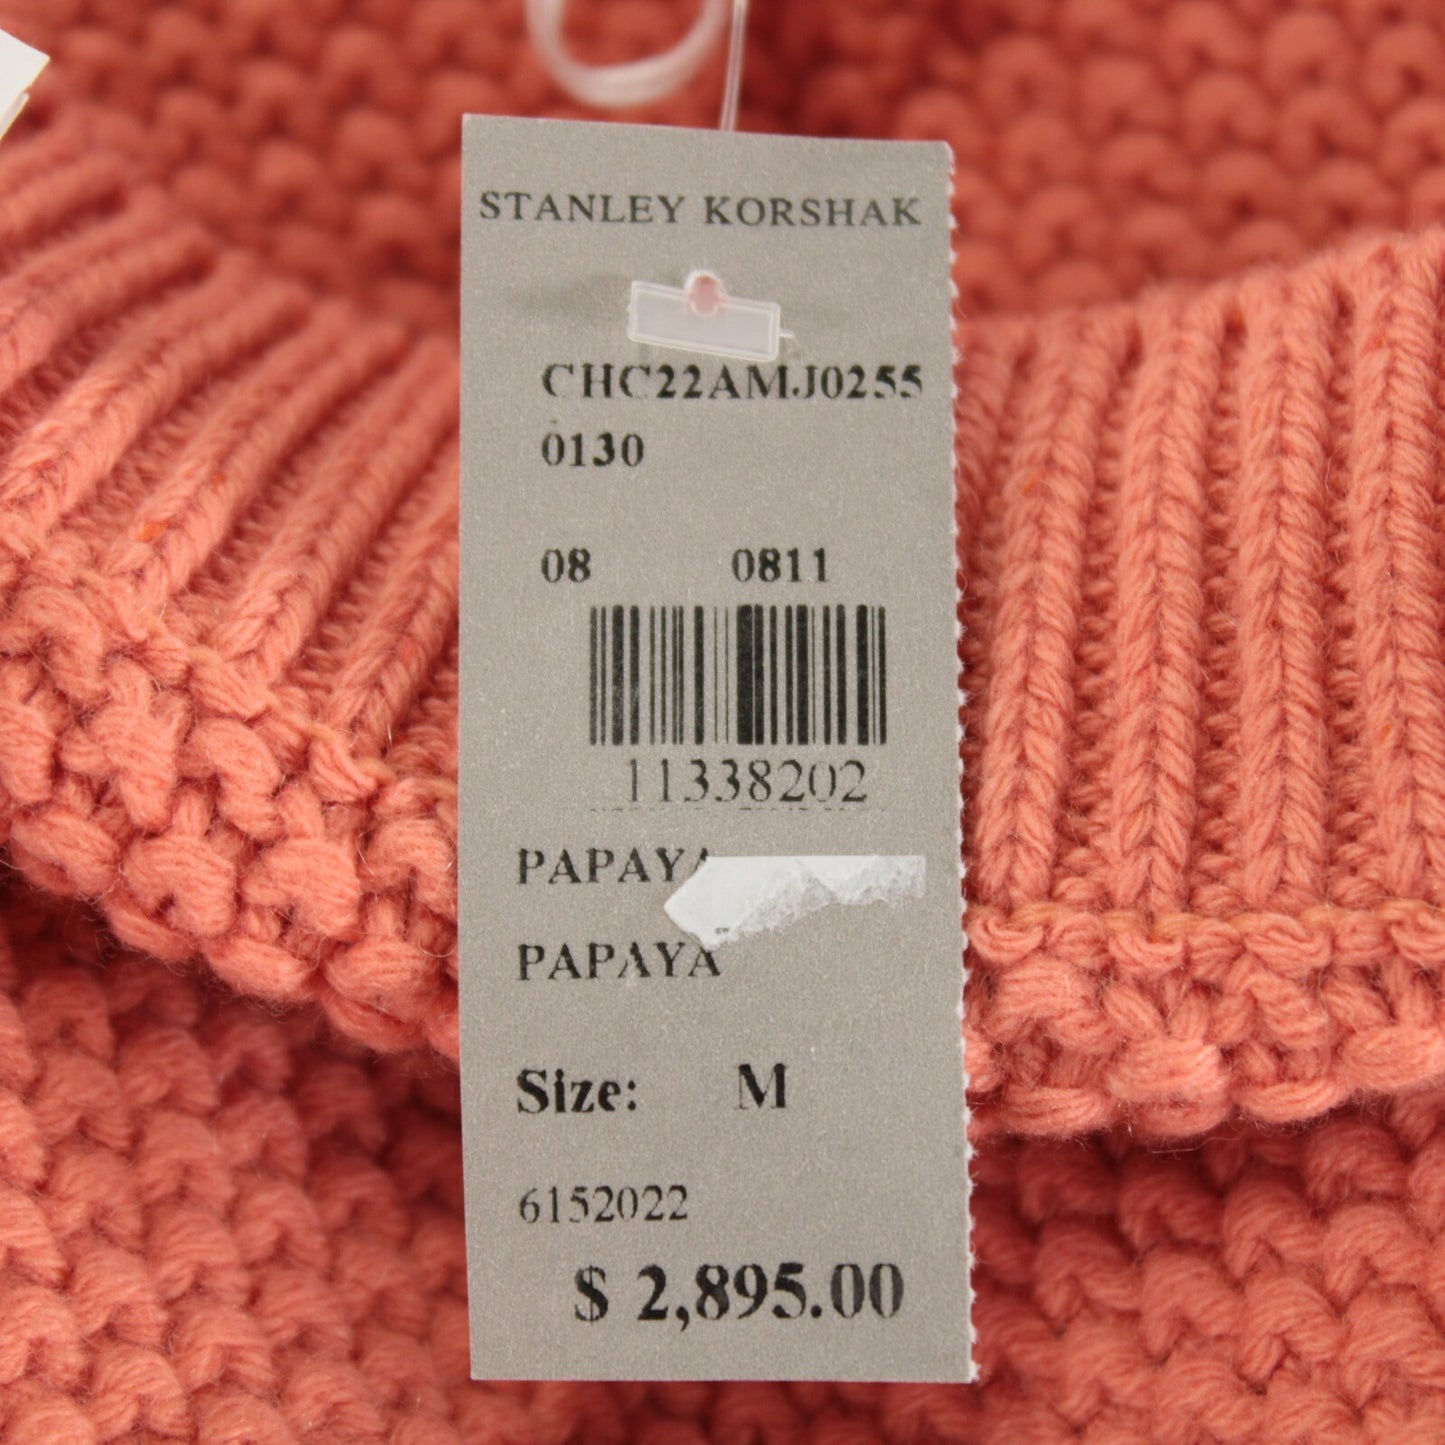 STANLEY KORSHAK
CHC22AMJ0255
0130
08 0811
11338202
PAPAYA
PAPAYA
Size: M
6152022
$ 2,895.00